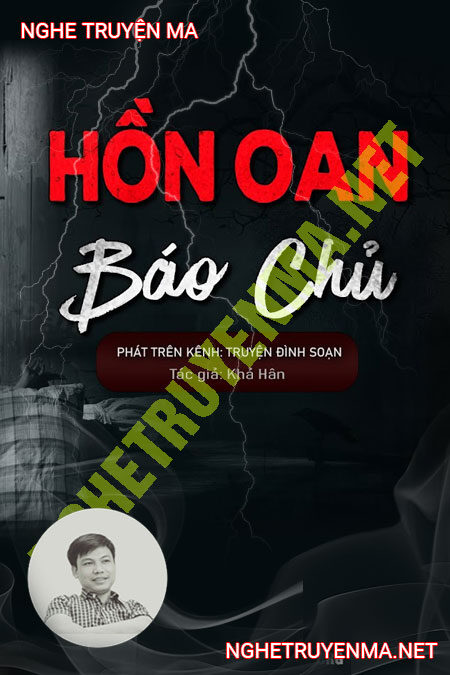 NGHE TRUYỆN MA
HỒN OAN
Báo Chủ
PHÁT TRÊN KÊNH: TRUYỆN ĐÌNH SOẠN
Tác giả: Khả Hân
NGHETRUYENMA.NET
NGHETRUYENMA.NET